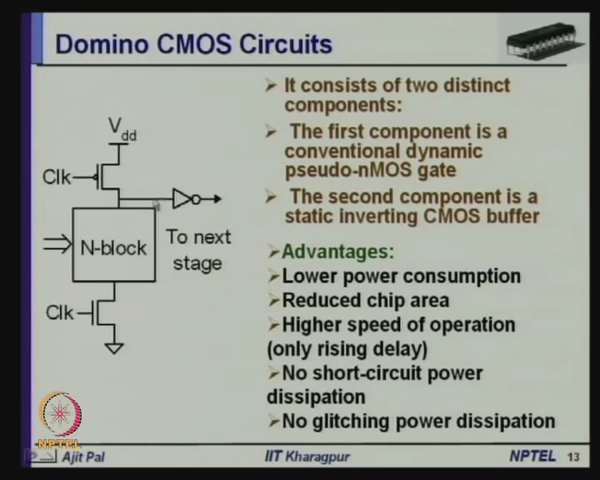 Domino CMOS Circuits
➢ It consists of two distinct
components:
➢ The first component is a
conventional dynamic
pseudo-nMOS gate
➢ The second component is a
static inverting CMOS buffer
➢Advantages:
➢Lower power consumption
➢Reduced chip area
➢Higher speed of operation
(only rising delay)
➢No short-circuit power
dissipation
➢No glitching power dissipation
Vdd
Clk
N-block
To next
stage
Clk
NPTEL
Ajit Pal
IIT Kharagpur
NPTEL 13